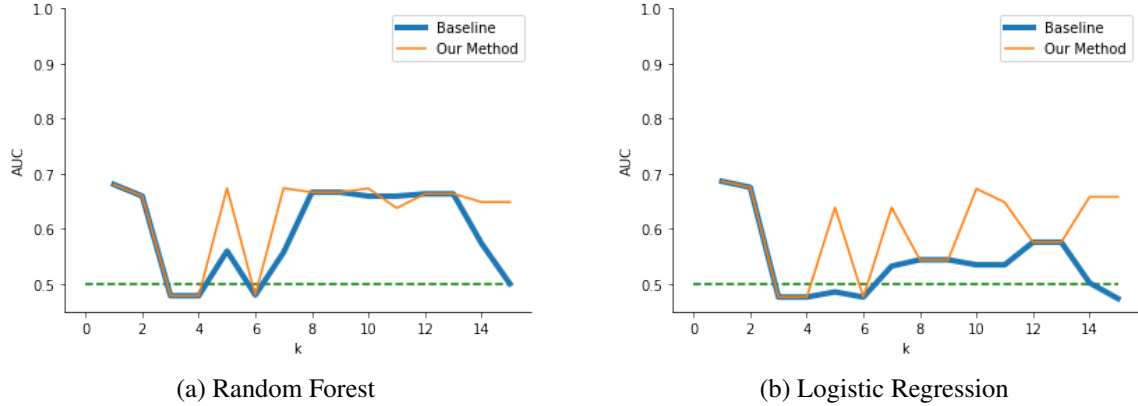 1.0
0.9
0.8
0.7
0.6
0.5
AUC
0 2 4 6 8 10 12 14
k
Baseline
Our Method
(a) Random Forest
1.0
0.9
0.8
0.7
0.6
0.5
AUC
0 2 4 6 8 10 12 14
k
Baseline
Our Method
(b) Logistic Regression